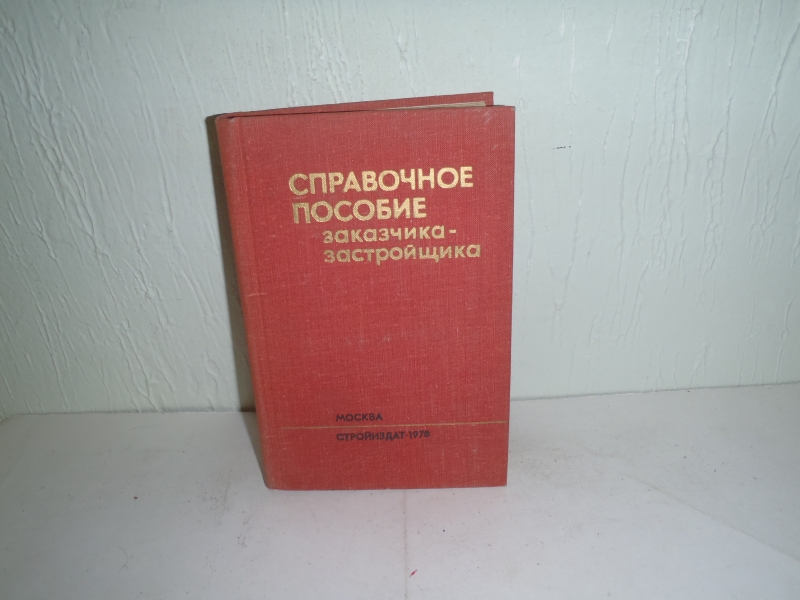 СПРАВОЧНОЕ
ПОСОБИЕ
заказчика-
застройщика
МОСКВА
СТРОЙИЗДАТ-1978